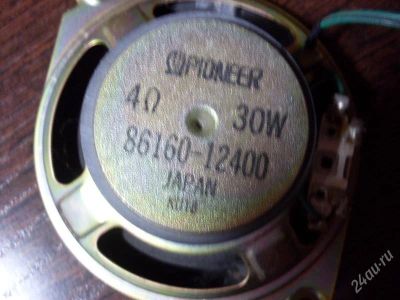 PIONEER
4Ω 30W
86160-12400
JAPAN
24au.ru